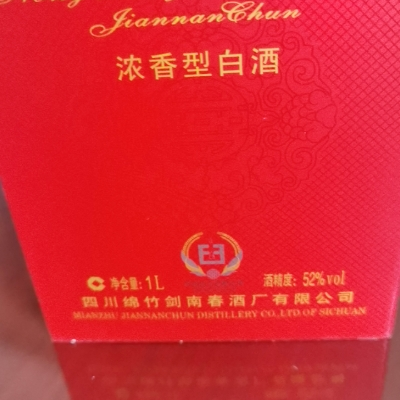 JiannanChun
浓香型白酒
净含量: 1L 酒精度: 52%vol
四川绵竹剑南春酒厂有限公司
MIANZHU JIANNANCHUN DISTILLERY CO.,LTD.OF SICHUAN